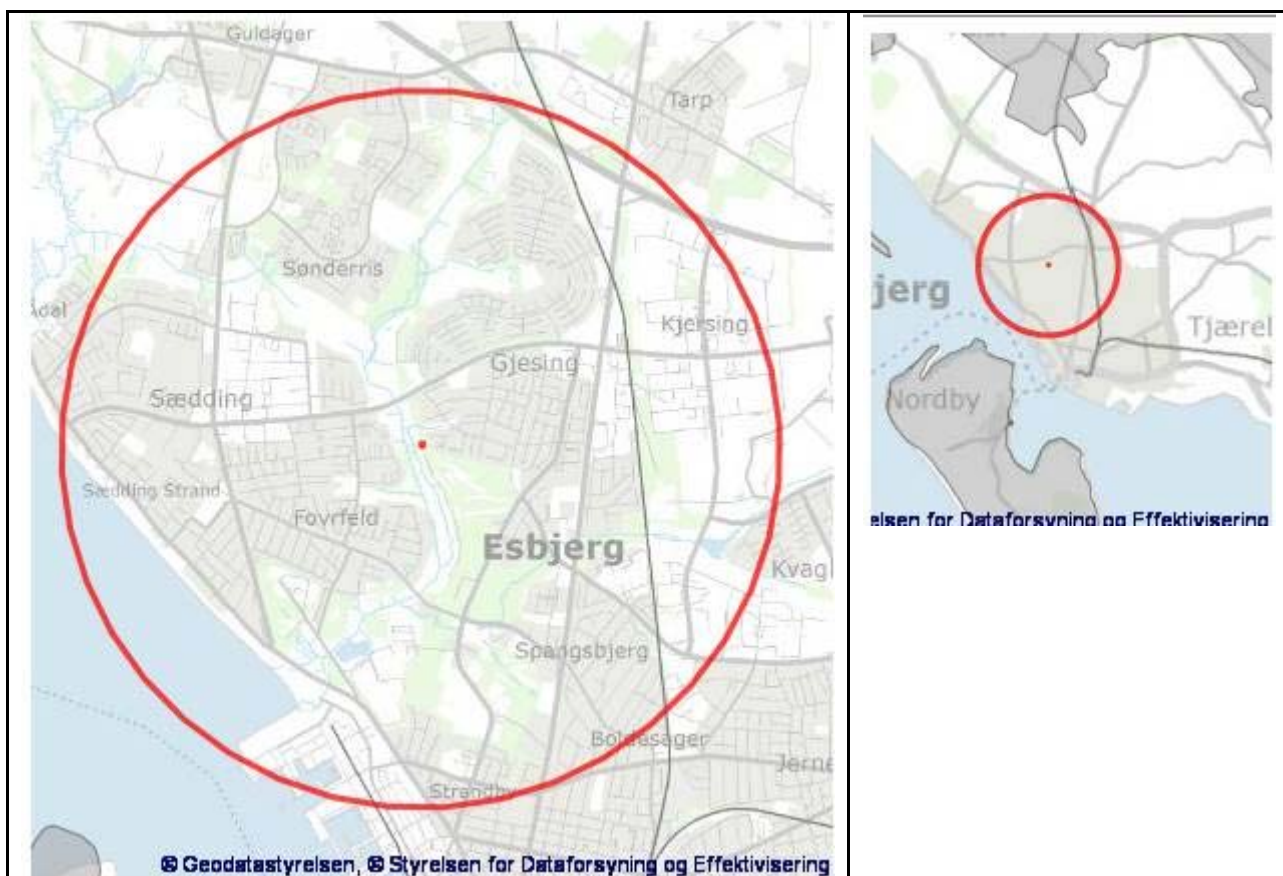 Guldager
Tarp
Sønderris
Kjersing
Gjesing
Sædding
Sædding Strand
Fovrfeld
Esbjerg
Spangsbjerg
Boldesager
Strandby
© Geodatastyrelsen, © Styrelsen for Dataforsyning og Effektivisering
jerg
Tjærel
Nordby
elsen for Dataforsyning og Effektivisering